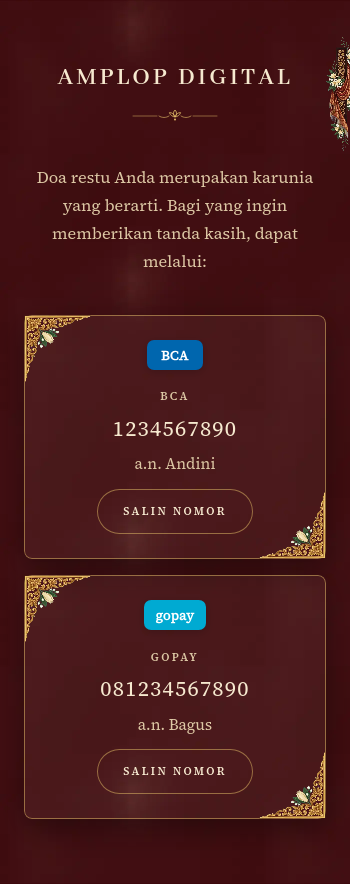 AMPLOP DIGITAL
Doa restu Anda merupakan karunia
yang berarti. Bagi yang ingin
memberikan tanda kasih, dapat
melalui:
BCA
BCA
1234567890
a.n. Andini
SALIN NOMOR
gopay
GOPAY
081234567890
a.n. Bagus
SALIN NOMOR